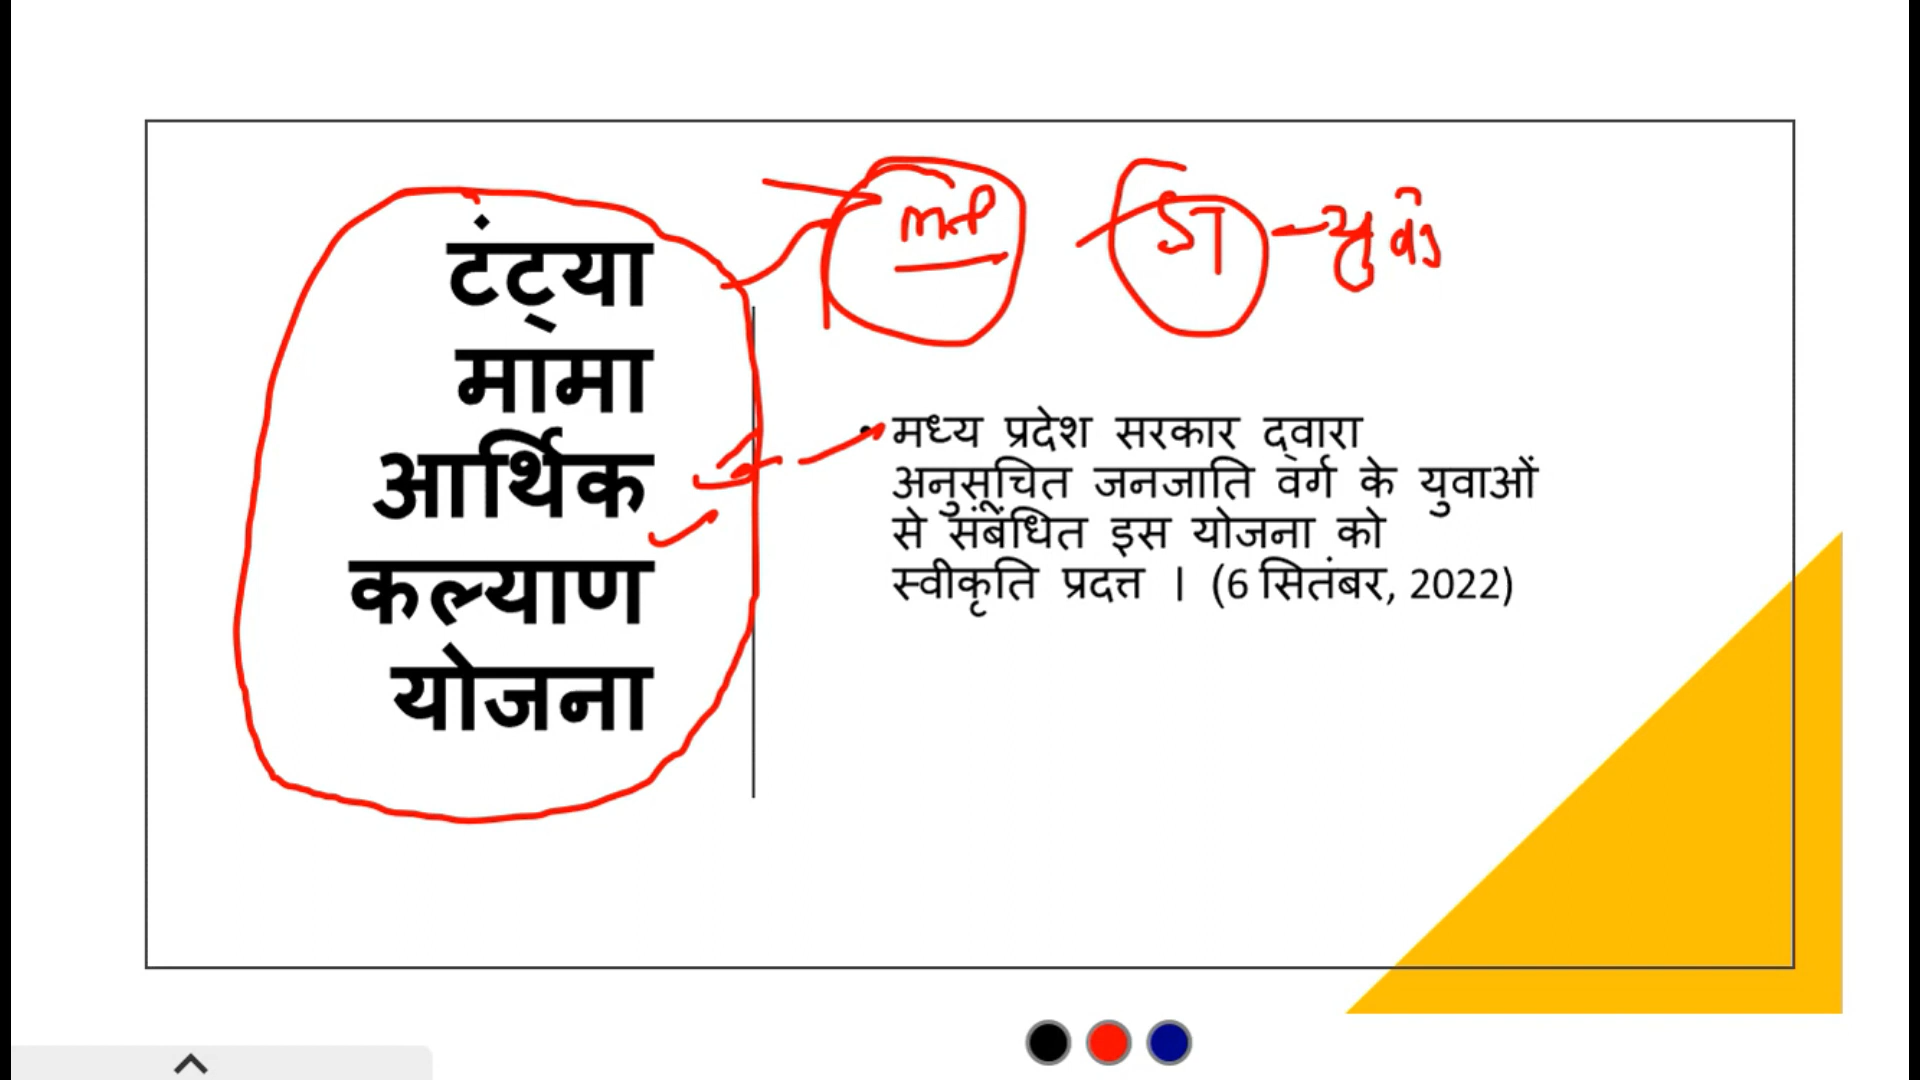 टंट्या
मामा
आर्थिक
कल्याण
योजना
MP ST - युवा
मध्य प्रदेश सरकार द्वारा
अनुसूचित जनजाति वर्ग के युवाओं
से संबंधित इस योजना को
स्वीकृति प्रदत्त । (6 सितंबर, 2022)